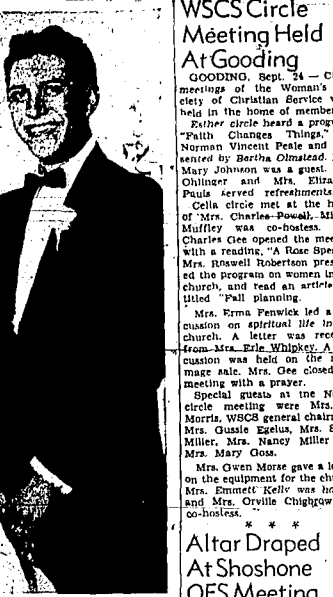 WSCS Circle
Meeting Held
At Gooding
GOODING, Sept. 24 — C
meetings of the Woman's
ciety of Christian Service
held in the home of member
Esther circle heard a progr
"Faith Changes Things,"
Norman Vincent Peale and
sented by Bertha Olmstead.
Mary Johnson was a guest.
Ohlinger and Mrs. Eliza
Pauls served refreshments.
Celia circle met at the h
of Mrs. Charles Powell. Mi
Muffley was co-hostess.
Charles Gee opened the mee
with a reading, "A Rose Spe
Mrs. Roswell Robertson pres
ed the program on women in
church, and read an article
titled "Fall planning.
Mrs. Erma Fenwick led a
cussion on spiritual life in
church. A letter was rece
from Mrs. Erle Whipkey. A
cussion was held on the r
mage sale. Mrs. Gee closed
meeting with a prayer.
Special guests at the N
circle meeting were Mrs.
Morris, WSCS general chairm
Mrs. Gussie Egelus, Mrs. E
Miller, Mrs. Nancy Miller
Mrs. Mary Goss.
Mrs. Gwen Morse gave a le
on the equipment for the ch
Mrs. Emmett Kelly was ho
and Mrs. Orville Chighrow
co-hostess.
* * *
Altar Draped
At Shoshone
OES Meeting